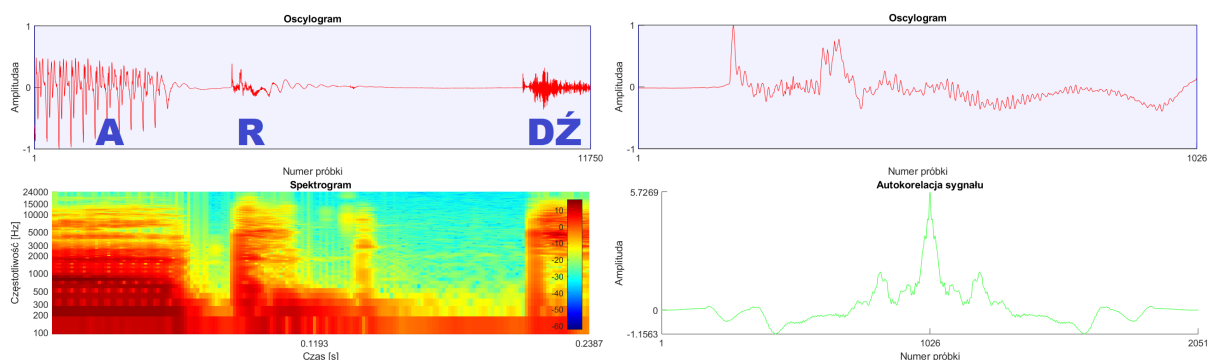 Oscylogram
Amplitudaa
1
0
-1
A R DŹ
1
11750
Numer próbki
Oscylogram
Amplitudaa
1
0
-1
1
1026
Numer próbki
Spektrogram
Częstotliwość [Hz]
24000
15000
10000
5000
3000
2000
1000
500
300
200
100
10
0
-10
-20
-30
-40
-50
-60
0.1193
0.2387
Czas [s]
Autokorelacja sygnału
Amplituda
5.7269
0
-1.1563
1
1026
2051
Numer próbki